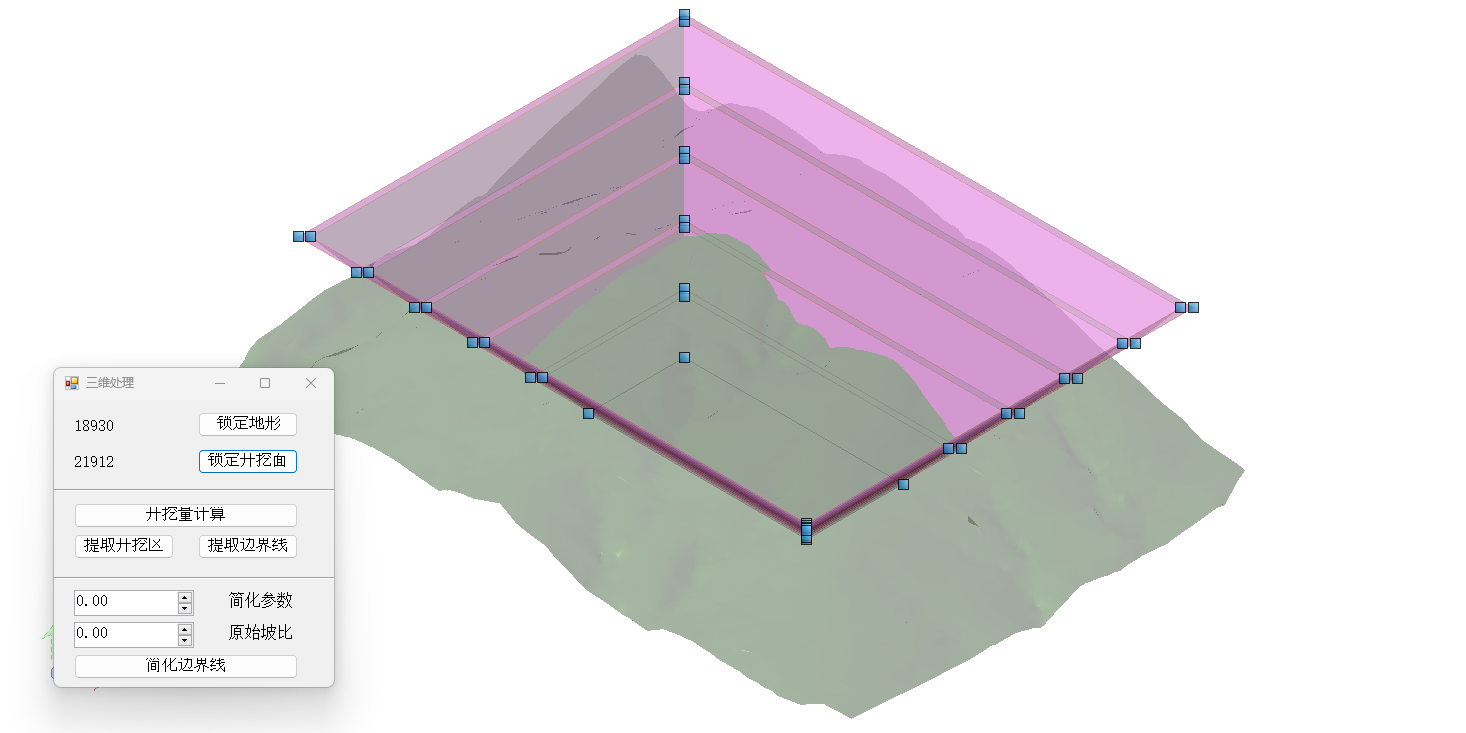 三维处理
18930 锁定地形
21912 锁定开挖面
开挖量计算
提取开挖区 提取边界线
0.00 简化参数
0.00 原始坡比
简化边界线